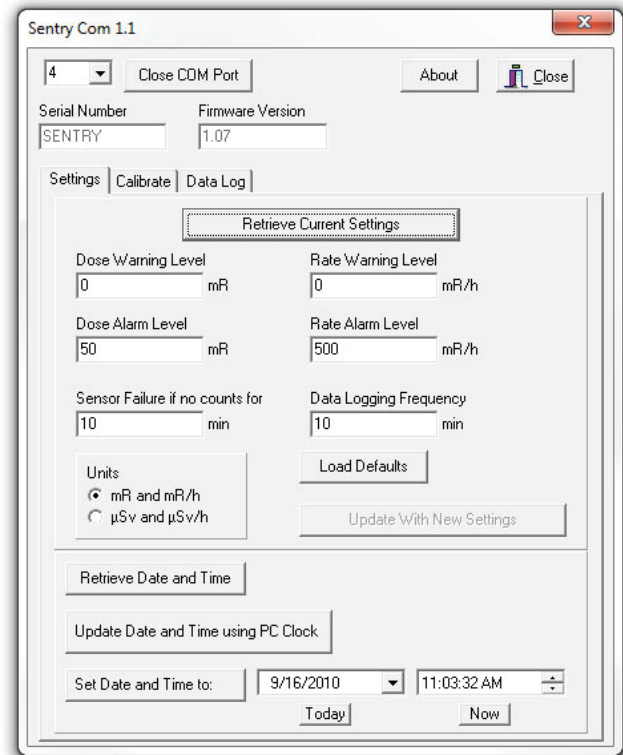 Sentry Com 1.1
4 Close COM Port About Close
Serial Number Firmware Version
SENTRY 1.07
Settings Calibrate Data Log
Retrieve Current Settings
Dose Warning Level Rate Warning Level
0 mR 0 mR/h
Dose Alarm Level Rate Alarm Level
50 mR 500 mR/h
Sensor Failure if no counts for Data Logging Frequency
10 min 10 min
Units Load Defaults
mR and mR/h
µSv and µSv/h Update With New Settings
Retrieve Date and Time
Update Date and Time using PC Clock
Set Date and Time to: 9/16/2010 11:03:32 AM
Today Now